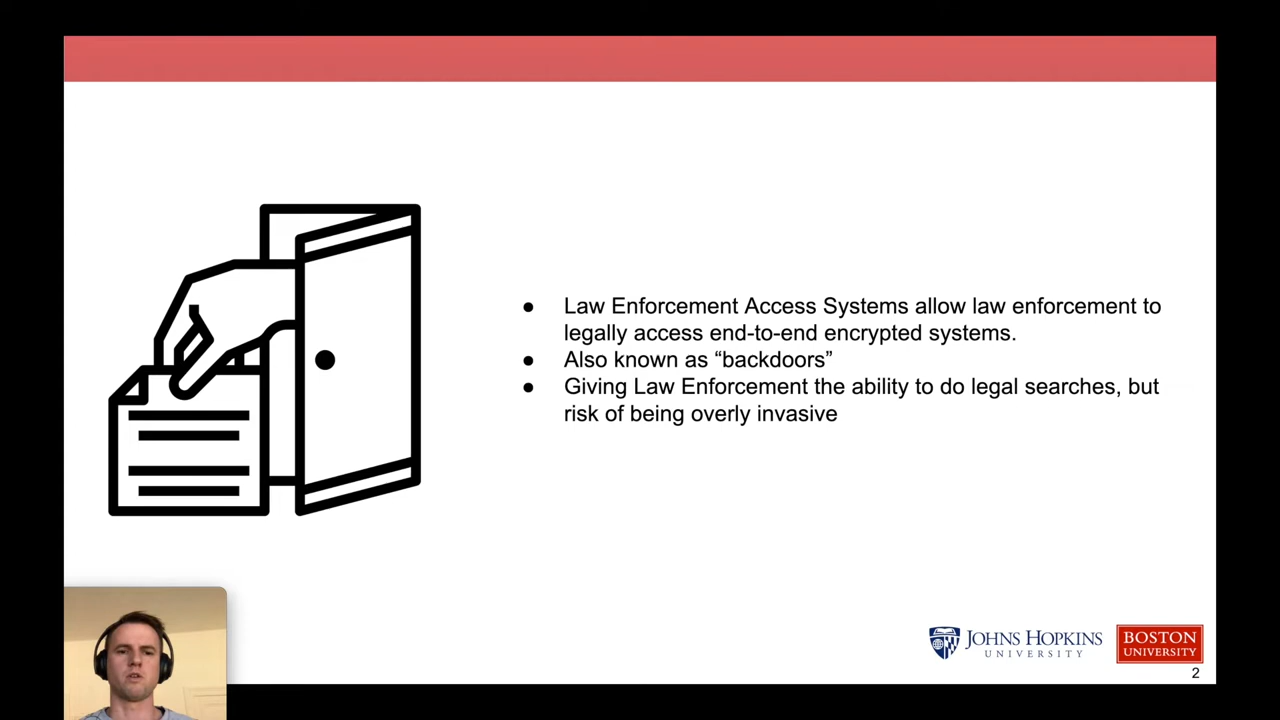 ● Law Enforcement Access Systems allow law enforcement to
legally access end-to-end encrypted systems.
● Also known as “backdoors”
● Giving Law Enforcement the ability to do legal searches, but
risk of being overly invasive
JOHNS HOPKINS
UNIVERSITY
BOSTON
UNIVERSITY
2